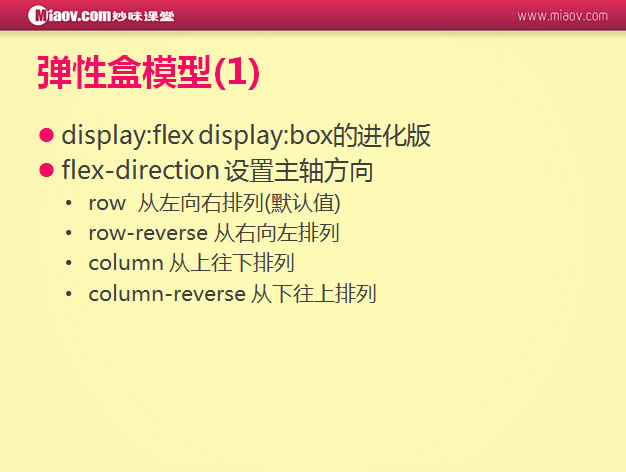 Miaov.com妙味课堂 www.miaov.com
弹性盒模型(1)
display:flex display:box的进化版
flex-direction 设置主轴方向
row 从左向右排列(默认值)
row-reverse 从右向左排列
column 从上往下排列
column-reverse 从下往上排列